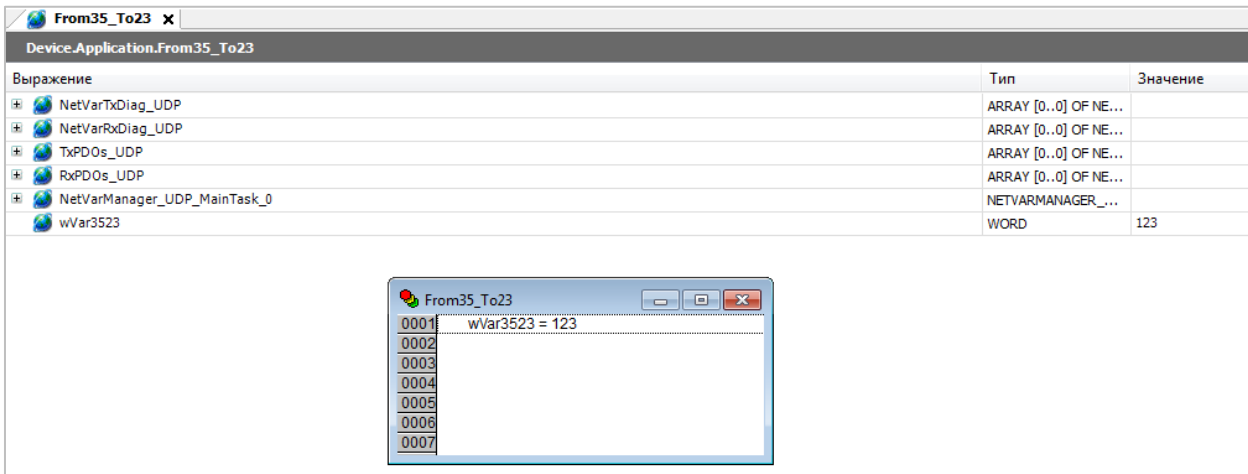 From35_To23
Device.Application.From35_To23
Выражение Тип Значение
NetVarTxDiag_UDP ARRAY [0..0] OF NE...
NetVarRxDiag_UDP ARRAY [0..0] OF NE...
TxPDOs_UDP ARRAY [0..0] OF NE...
RxPDOs_UDP ARRAY [0..0] OF NE...
NetVarManager_UDP_MainTask_0 NETVARMANAGER_...
wVar3523 WORD 123
From35_To23
0001 wVar3523 = 123
0002
0003
0004
0005
0006
0007